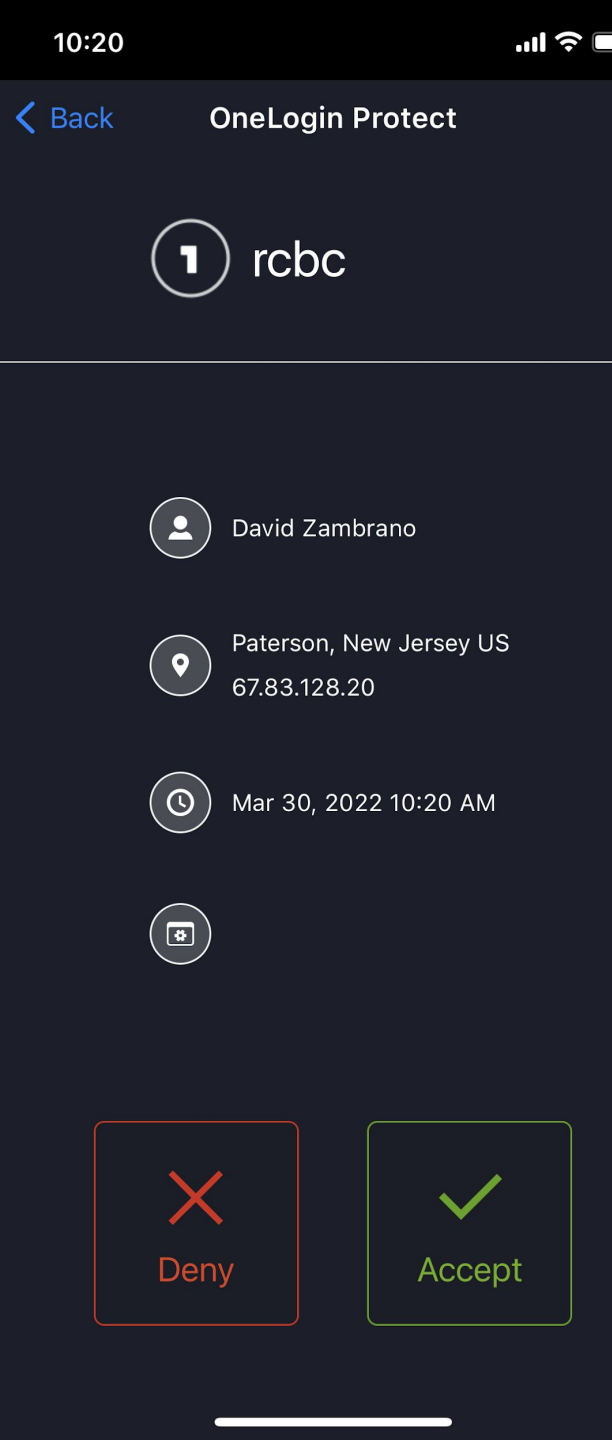 10:20
Back
OneLogin Protect
1 rcbc
David Zambrano
Paterson, New Jersey US
67.83.128.20
Mar 30, 2022 10:20 AM
Deny
Accept